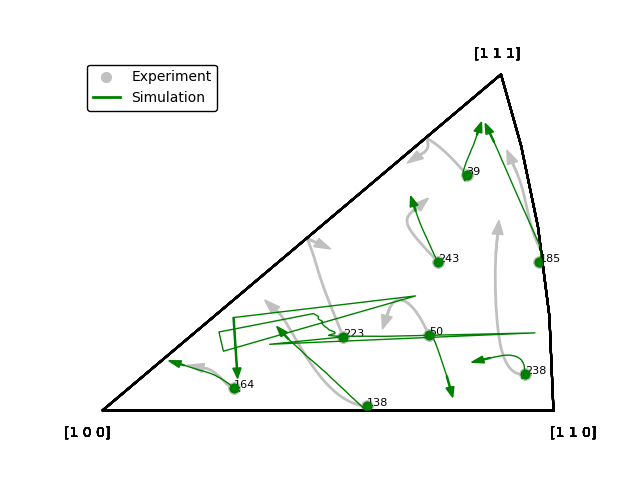 [1 1 1]
Experiment
Simulation
39
243
185
223
50
238
164
138
[1 0 0]
[1 1 0]